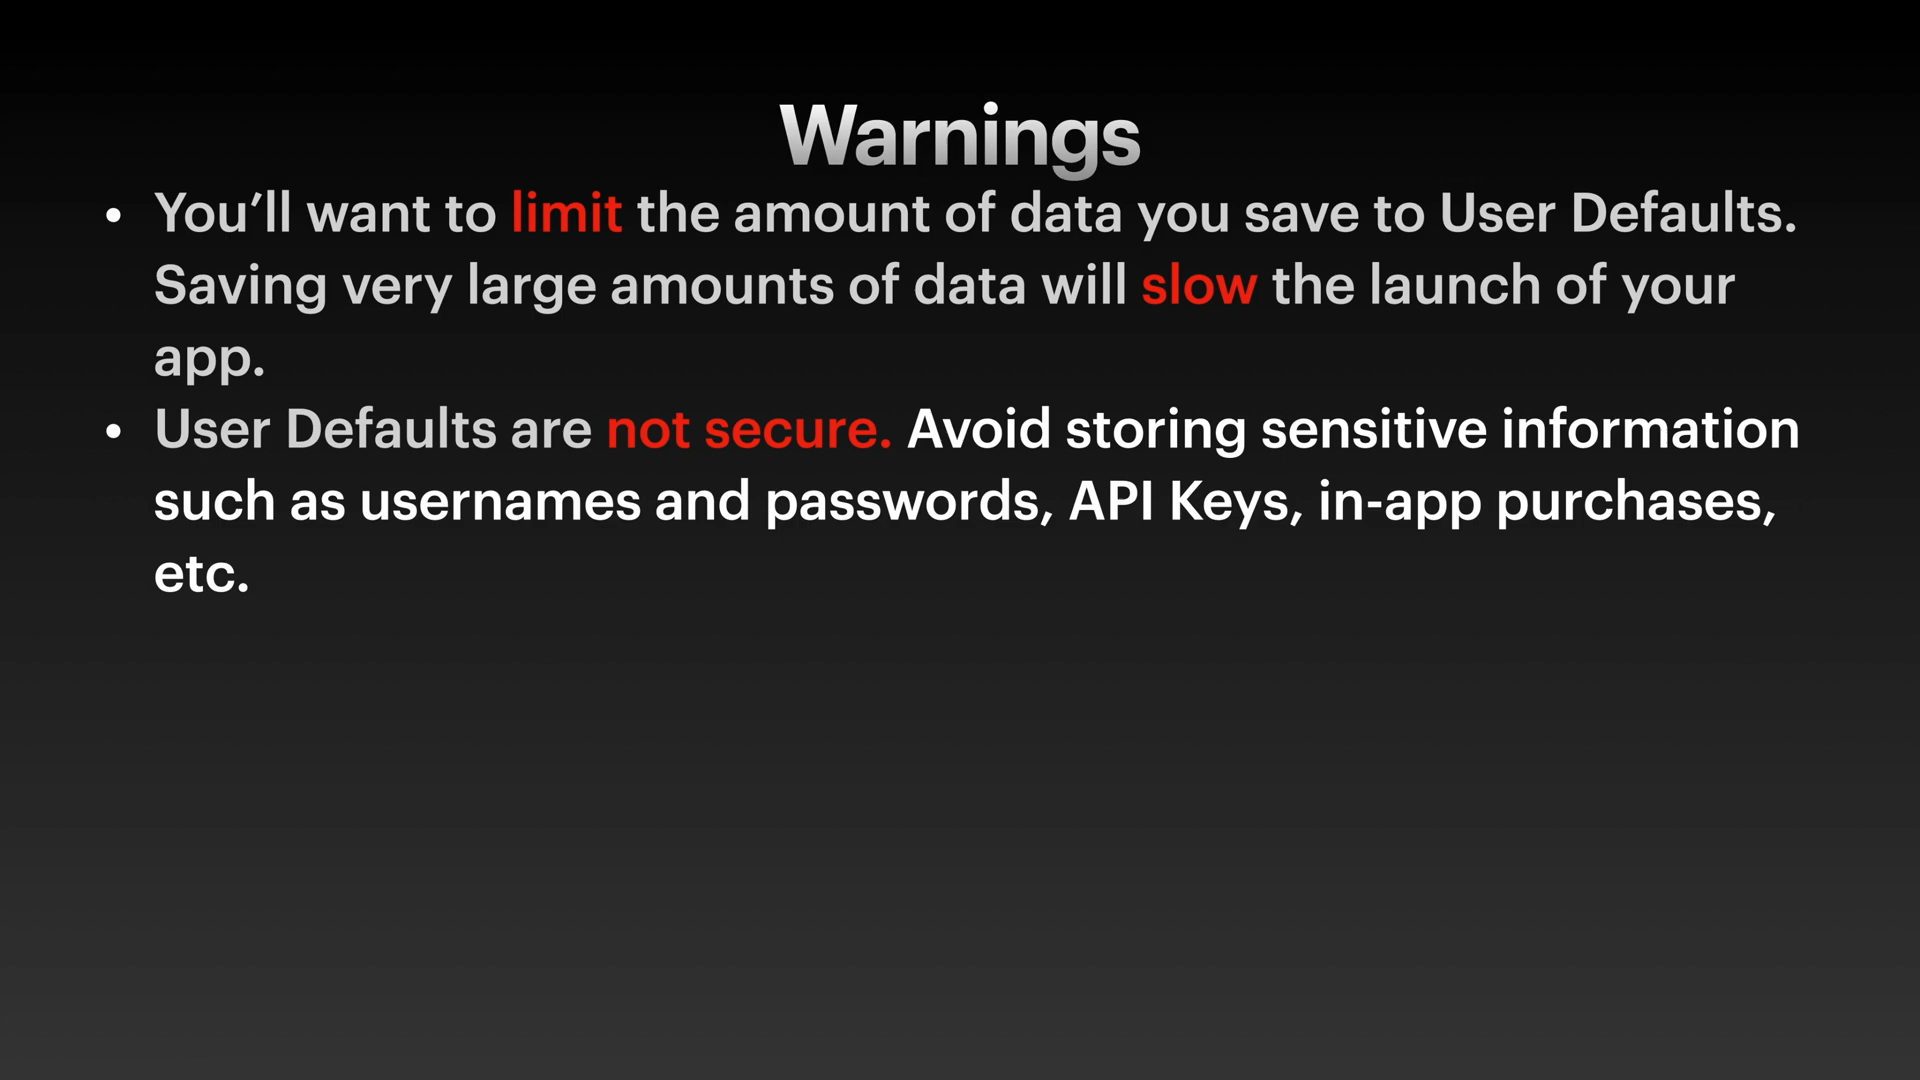 Warnings
• You’ll want to limit the amount of data you save to User Defaults.
Saving very large amounts of data will slow the launch of your
app.
• User Defaults are not secure. Avoid storing sensitive information
such as usernames and passwords, API Keys, in-app purchases,
etc.